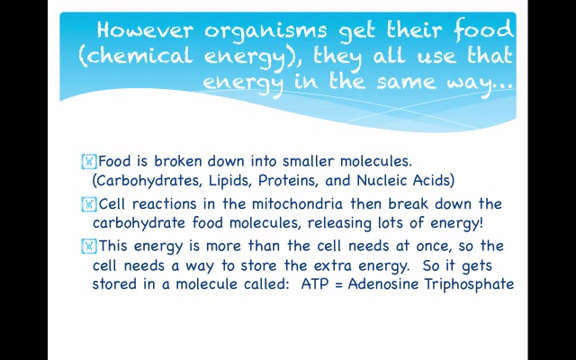 However organisms get their food
(chemical energy), they all use that
energy in the same way...
Food is broken down into smaller molecules.
(Carbohydrates, Lipids, Proteins, and Nucleic Acids)
Cell reactions in the mitochondria then break down the
carbohydrate food molecules, releasing lots of energy!
This energy is more than the cell needs at once, so the
cell needs a way to store the extra energy. So it gets
stored in a molecule called: ATP = Adenosine Triphosphate